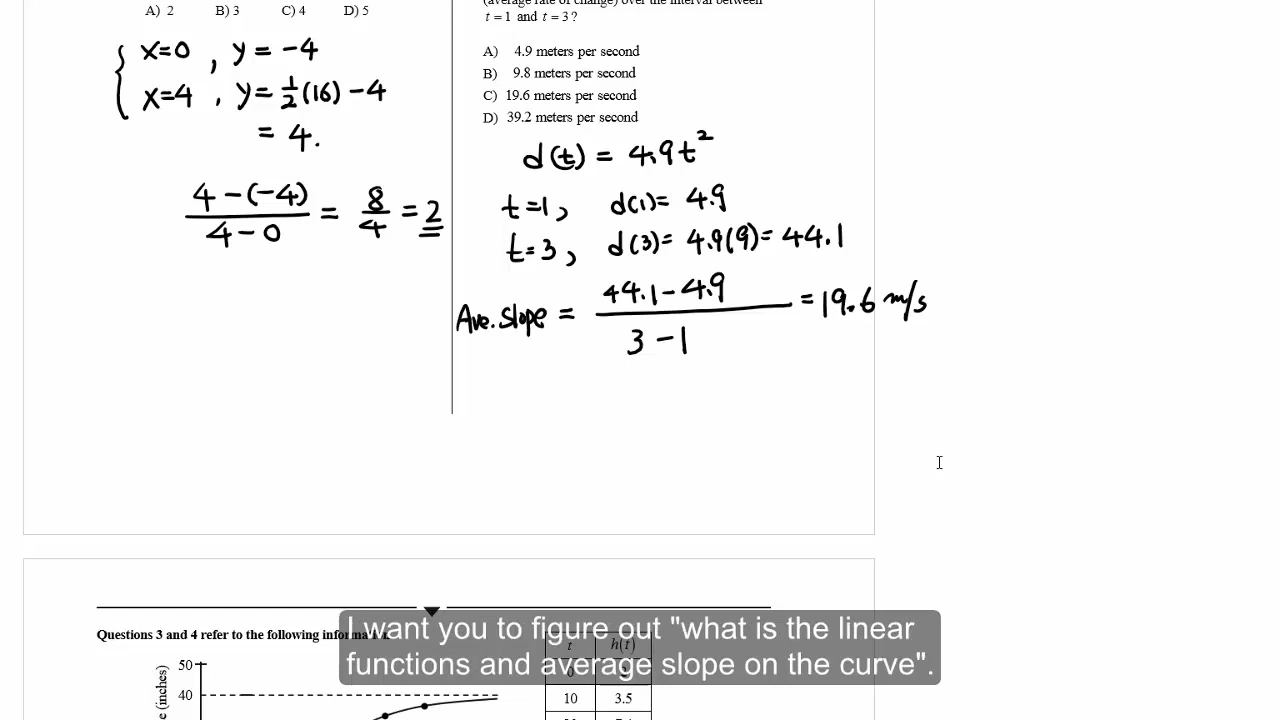 A) 2 B) 3 C) 4 D) 5
x=0 , y = -4
x=4 , y= 1/2 (16) -4
= 4.
4-(-4)/4-0 = 8/4 = 2
(average rate of change) over the interval between
t = 1 and t = 3 ?
A) 4.9 meters per second
B) 9.8 meters per second
C) 19.6 meters per second
D) 39.2 meters per second
d(t) = 4.9t²
t=1, d(1)= 4.9
t=3, d(3)= 4.9(9)= 44.1
Ave.slope = 44.1-4.9/3-1 = 19.6 m/s
Questions 3 and 4 refer to the following
50
40
(inches)
t h(t)
10 3.5
I want you to figure out "what is the linear
functions and average slope on the curve".